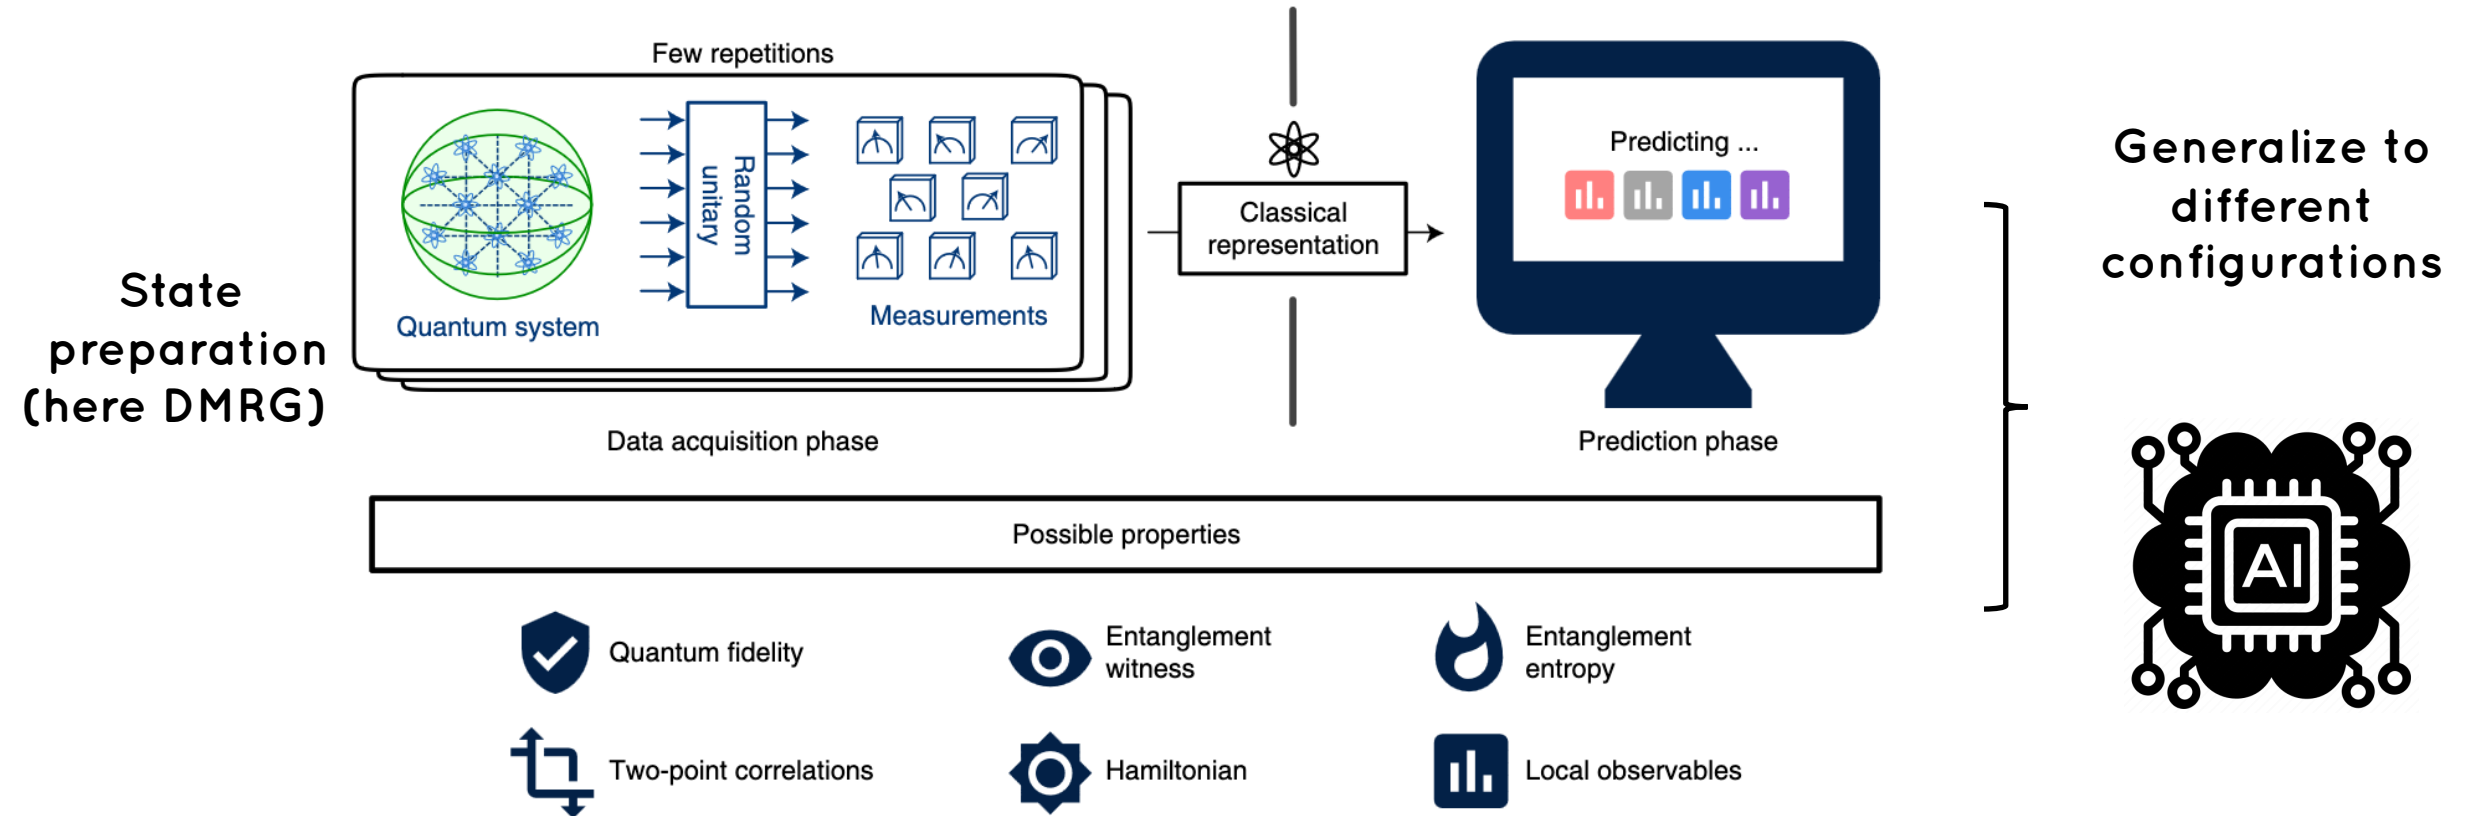 State
preparation
(here DMRG)
Few repetitions
Quantum system
Random
unitary
Measurements
Data acquisition phase
Classical
representation
Predicting ...
Prediction phase
Generalize to
different
configurations
AI
Possible properties
Quantum fidelity
Entanglement
witness
Entanglement
entropy
Two-point correlations
Hamiltonian
Local observables